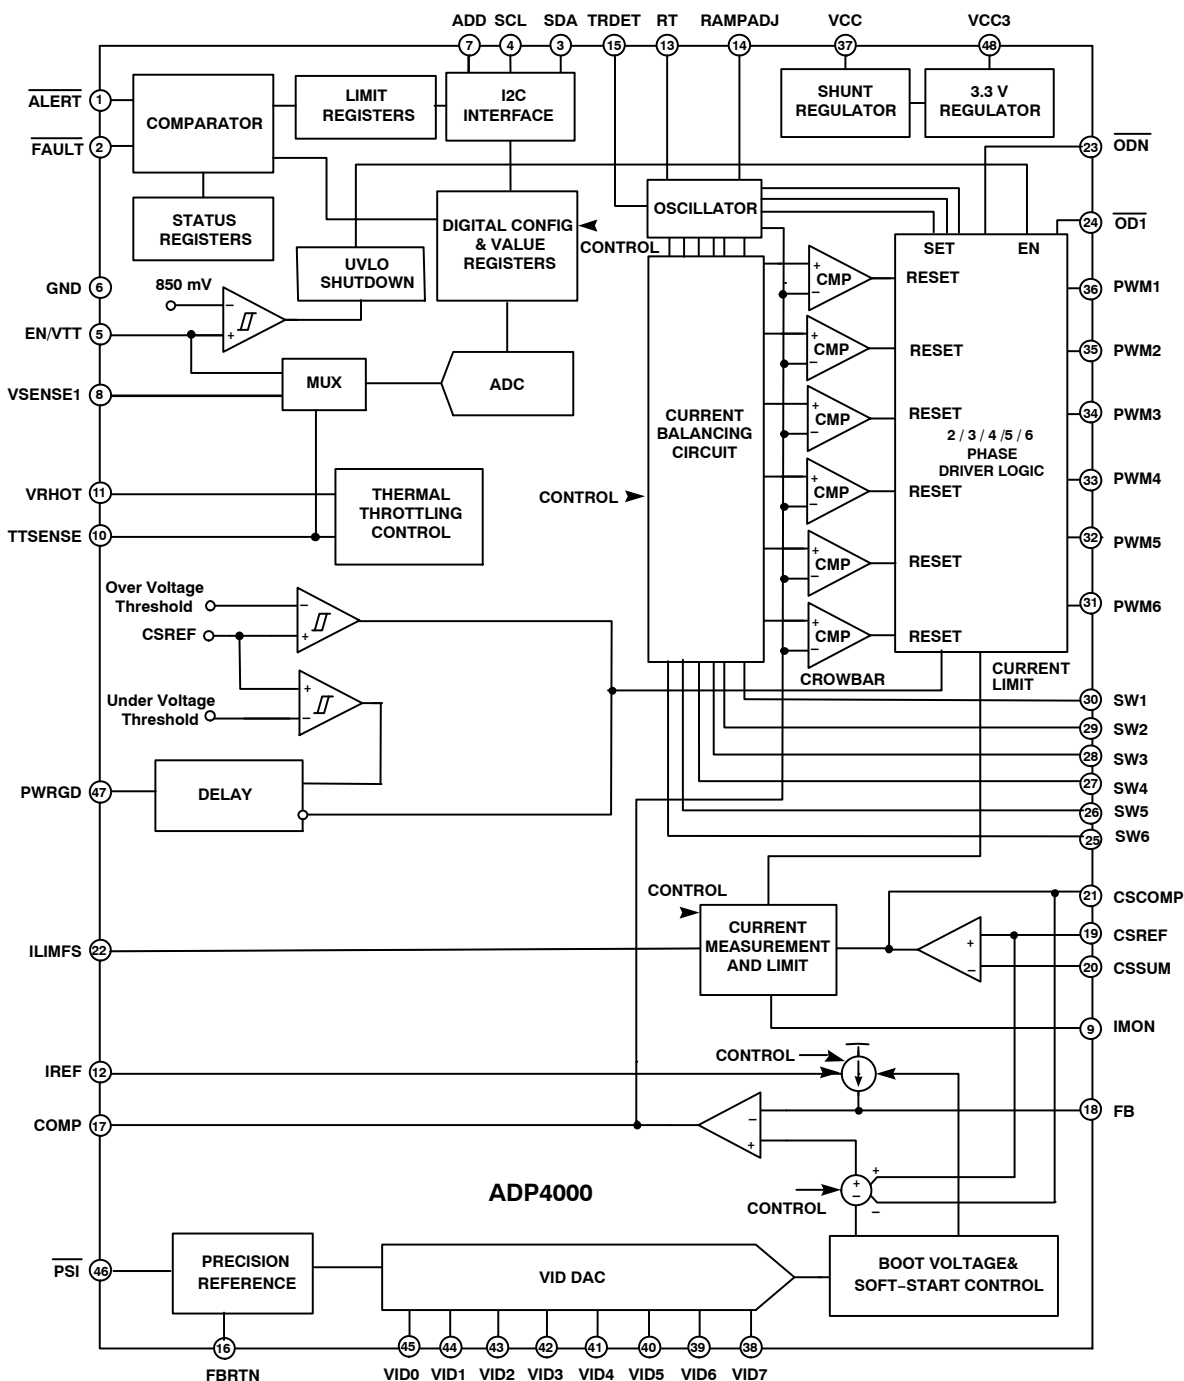 ADD SCL SDA TRDET RT RAMPADJ VCC VCC3
7 4 3 15 13 14 37 48
ALERT 1
FAULT 2
COMPARATOR
LIMIT
REGISTERS
I2C
INTERFACE
SHUNT
REGULATOR
3.3 V
REGULATOR
23 ODN
24 OD1
STATUS
REGISTERS
DIGITAL CONFIG
& VALUE
REGISTERS
CONTROL
OSCILLATOR
SET EN
UVLO
SHUTDOWN
GND 6
850 mV
−
+
EN/VTT 5
VSENSE1 8
MUX
ADC
CURRENT
BALANCING
CIRCUIT
CONTROL
+
−
CMP
RESET
+
−
CMP
RESET
+
−
CMP
RESET
+
−
CMP
RESET
+
−
CMP
RESET
+
−
CMP
RESET
2 / 3 / 4 /5 / 6
PHASE
DRIVER LOGIC
36 PWM1
35 PWM2
34 PWM3
33 PWM4
32 PWM5
31 PWM6
VRHOT 11
TTSENSE 10
THERMAL
THROTTLING
CONTROL
Over Voltage
Threshold
−
CSREF
+
+
Under Voltage
Threshold
−
CROWBAR
CURRENT
LIMIT
30 SW1
29 SW2
28 SW3
27 SW4
26 SW5
25 SW6
PWRGD 47
DELAY
CONTROL
CURRENT
MEASUREMENT
AND LIMIT
ILIMFS 22
+
−
21 CSCOMP
19 CSREF
20 CSSUM
9 IMON
CONTROL
IREF 12
COMP 17
−
+
18 FB
ADP4000
CONTROL
+
−
+
−
PSI 46
PRECISION
REFERENCE
VID DAC
BOOT VOLTAGE&
SOFT−START CONTROL
16 45 44 43 42 41 40 39 38
FBRTN VID0 VID1 VID2 VID3 VID4 VID5 VID6 VID7